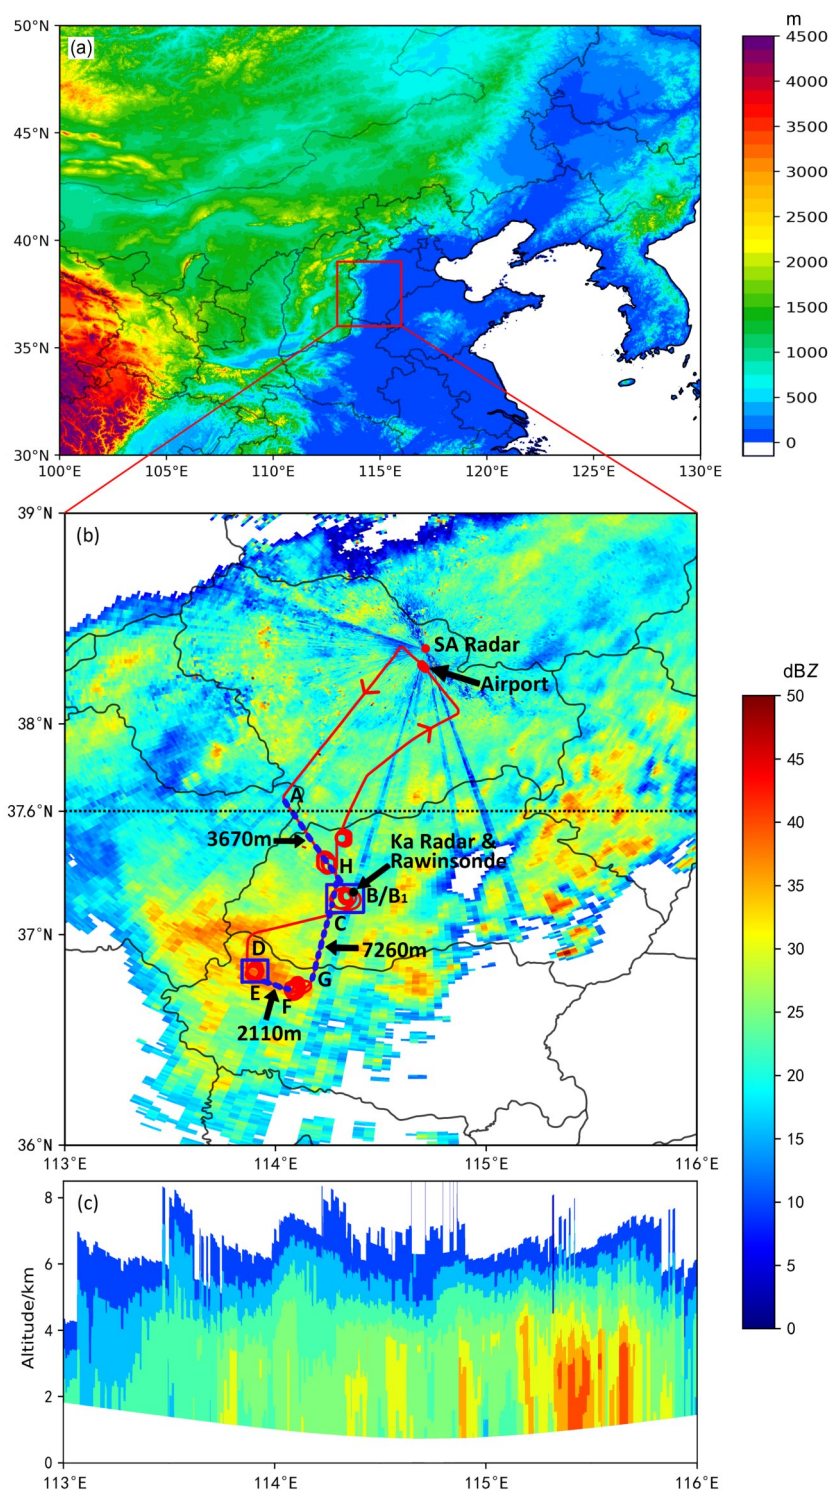 m
50°N
(a)
4500
4000
45°N
3500
3000
2500
40°N
2000
1500
1000
35°N
500
0
30°N
100°E 105°E 110°E 115°E 120°E 125°E 130°E
39°N
(b)
SA Radar
dBZ
Airport
50
38°N
45
A
37.6°N
40
3670m
Ka Radar &
Rawinsonde
H
35
B/B1
C
37°N
30
D
7260m
E
G
F
25
2110m
20
15
36°N
113°E 114°E 115°E 116°E
10
(c)
8
5
6
0
Altitude/km
4
2
0
113°E 114°E 115°E 116°E